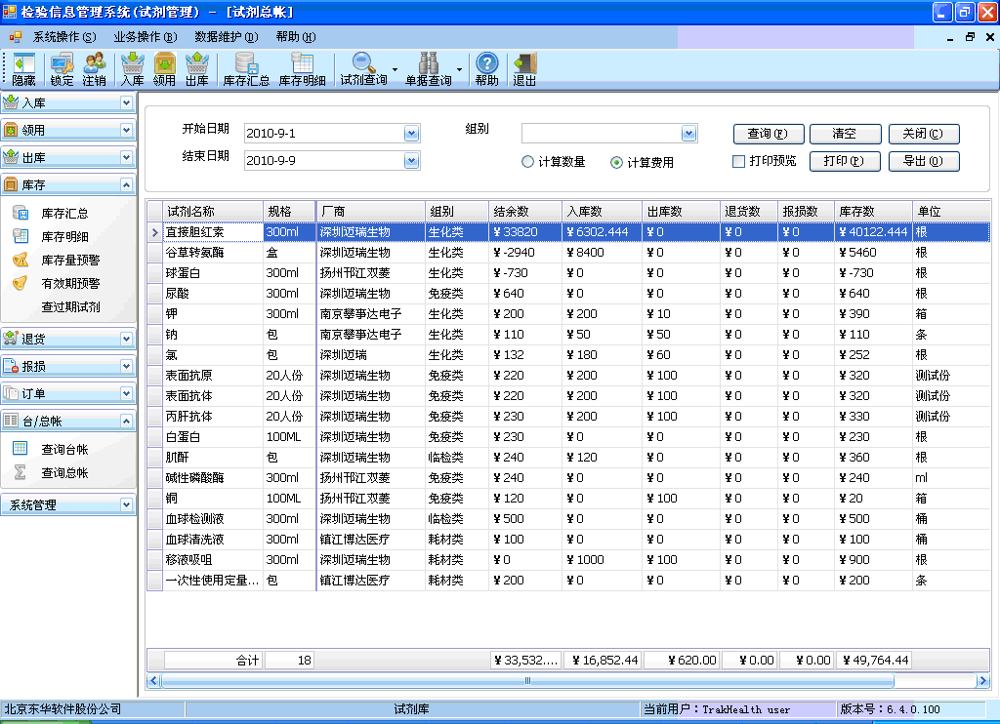 检验信息管理系统(试剂管理) - [试剂总帐]
系统操作(S) 业务操作(B) 数据维护(D) 帮助(H)
隐藏 锁定 注销 入库 领用 出库 库存汇总 库存明细 试剂查询 单据查询 帮助 退出
入库
领用
出库
库存
库存汇总
库存明细
库存量预警
有效期预警
查过期试剂
退货
报损
订单
台/总帐
查询台帐
查询总帐
系统管理
开始日期 2010-9-1 组别 查询(F) 清空 关闭(C)
结束日期 2010-9-9 计算数量 计算费用 打印预览 打印(P) 导出(O)
试剂名称 规格 厂商 组别 结余数 入库数 出库数 退货数 报损数 库存数 单位
直接胆红素 300ml 深圳迈瑞生物 生化类 ¥33820 ¥6302.444 ¥0 ¥0 ¥0 ¥40122.444 根
谷草转氨酶 盒 深圳迈瑞生物 生化类 ¥-2940 ¥8400 ¥0 ¥0 ¥0 ¥5460 根
球蛋白 300ml 扬州邗江双菱 生化类 ¥-730 ¥0 ¥0 ¥0 ¥0 ¥-730 根
尿酸 300ml 深圳迈瑞生物 免疫类 ¥640 ¥0 ¥0 ¥0 ¥0 ¥640 根
钾 300ml 南京攀事达电子 生化类 ¥200 ¥200 ¥10 ¥0 ¥0 ¥390 箱
钠 包 南京攀事达电子 生化类 ¥110 ¥50 ¥50 ¥0 ¥0 ¥110 条
氯 包 深圳迈瑞 生化类 ¥132 ¥180 ¥60 ¥0 ¥0 ¥252 根
表面抗原 20人份 深圳迈瑞生物 免疫类 ¥220 ¥200 ¥100 ¥0 ¥0 ¥320 测试份
表面抗体 20人份 深圳迈瑞生物 免疫类 ¥220 ¥200 ¥100 ¥0 ¥0 ¥320 测试份
丙肝抗体 20人份 深圳迈瑞生物 免疫类 ¥230 ¥200 ¥100 ¥0 ¥0 ¥330 测试份
白蛋白 100ML 深圳迈瑞生物 免疫类 ¥230 ¥0 ¥0 ¥0 ¥0 ¥230 根
肌酐 包 深圳迈瑞生物 临检类 ¥240 ¥120 ¥0 ¥0 ¥0 ¥360 根
碱性磷酸酶 300ml 扬州邗江双菱 免疫类 ¥240 ¥0 ¥0 ¥0 ¥0 ¥240 ml
铜 100ML 扬州邗江双菱 免疫类 ¥120 ¥0 ¥100 ¥0 ¥0 ¥20 箱
血球检测液 300ml 深圳迈瑞生物 临检类 ¥500 ¥0 ¥0 ¥0 ¥0 ¥500 桶
血球清洗液 300ml 镇江博达医疗 耗材类 ¥100 ¥0 ¥0 ¥0 ¥0 ¥100 桶
移液吸咀 300ml 深圳迈瑞生物 耗材类 ¥0 ¥1000 ¥100 ¥0 ¥0 ¥900 根
一次性使用定量... 包 镇江博达医疗 耗材类 ¥200 ¥0 ¥0 ¥0 ¥0 ¥200 条
合计 18 ¥33,532.... ¥16,852.44 ¥620.00 ¥0.00 ¥0.00 ¥49,764.44
北京东华软件股份公司 试剂库 当前用户：TrakHealth user 版本号：6.4.0.100